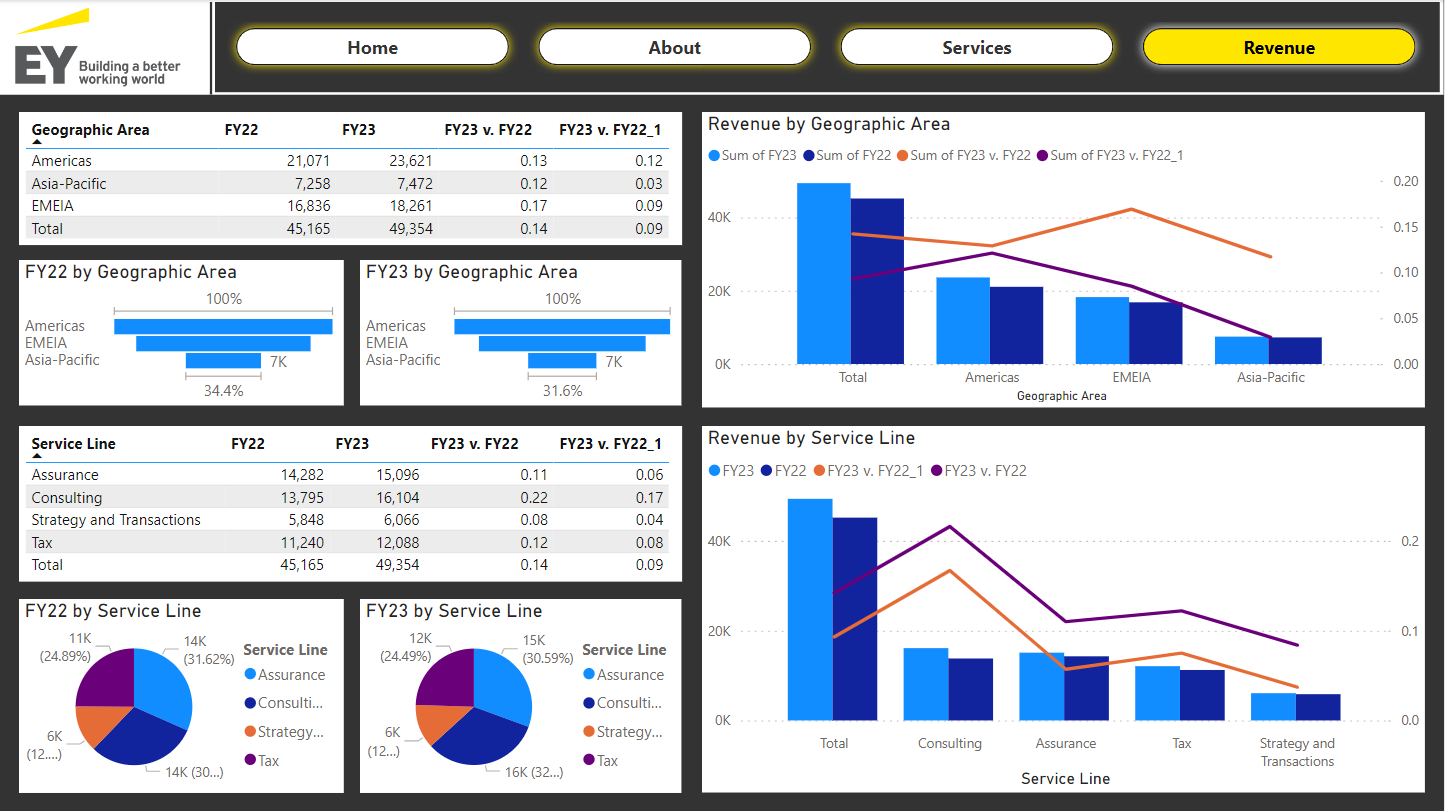 EY Building a better
working world
Home
About
Services
Revenue
Geographic Area FY22 FY23 FY23 v. FY22 FY23 v. FY22_1
Americas 21,071 23,621 0.13 0.12
Asia-Pacific 7,258 7,472 0.12 0.03
EMEIA 16,836 18,261 0.17 0.09
Total 45,165 49,354 0.14 0.09
FY22 by Geographic Area
100%
Americas
EMEIA
Asia-Pacific 7K
34.4%
FY23 by Geographic Area
100%
Americas
EMEIA
Asia-Pacific 7K
31.6%
Revenue by Geographic Area
Sum of FY23 Sum of FY22 Sum of FY23 v. FY22 Sum of FY23 v. FY22_1
0.20
40K 0.15
0.10
20K
0.05
0K 0.00
Total Americas EMEIA Asia-Pacific
Geographic Area
Service Line FY22 FY23 FY23 v. FY22 FY23 v. FY22_1
Assurance 14,282 15,096 0.11 0.06
Consulting 13,795 16,104 0.22 0.17
Strategy and Transactions 5,848 6,066 0.08 0.04
Tax 11,240 12,088 0.12 0.08
Total 45,165 49,354 0.14 0.09
FY22 by Service Line
11K
(24.89%)
14K
(31.62%)
6K
(12....)
14K (30...)
Service Line
Assurance
Consulti...
Strategy...
Tax
FY23 by Service Line
12K
(24.49%)
15K
(30.59%)
6K
(12...)
16K (32...)
Service Line
Assurance
Consulti...
Strategy...
Tax
Revenue by Service Line
FY23 FY22 FY23 v. FY22_1 FY23 v. FY22
40K 0.2
20K 0.1
0K 0.0
Total Consulting Assurance Tax Strategy and
Transactions
Service Line